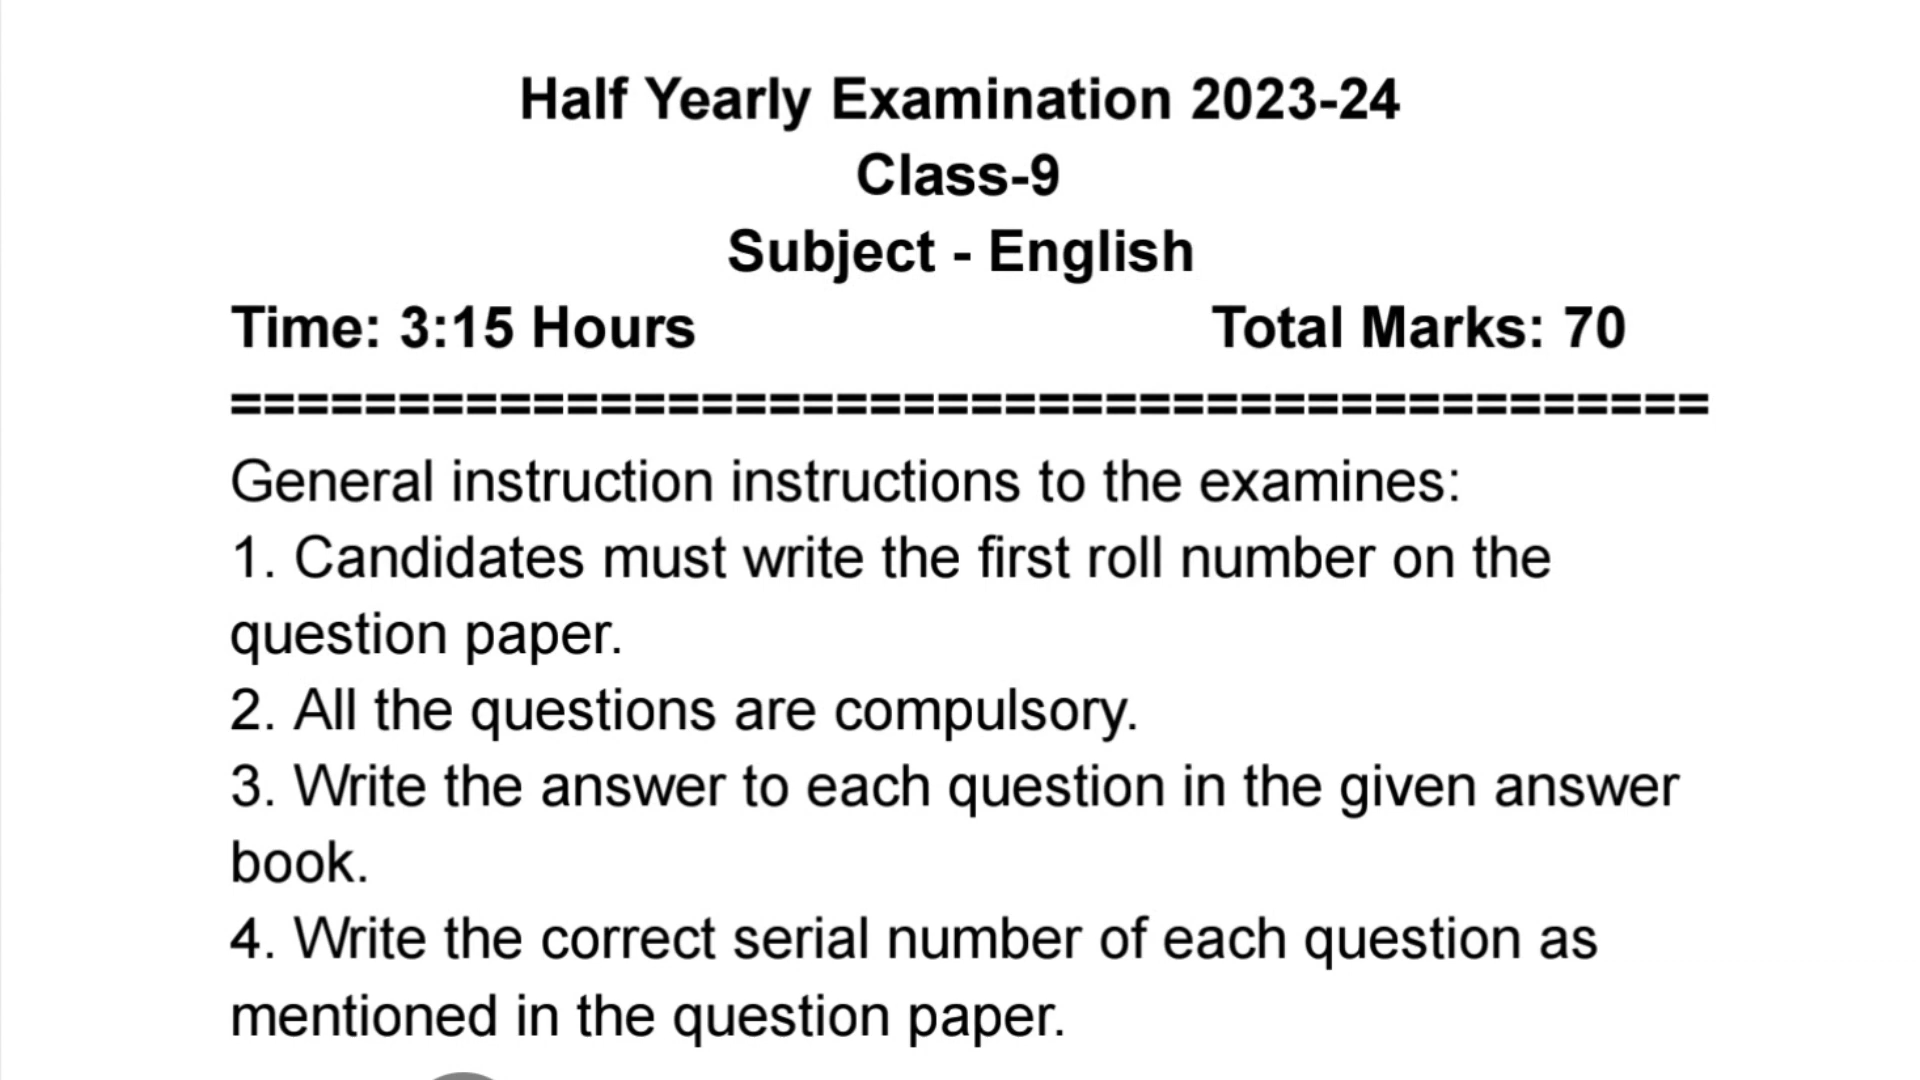 Half Yearly Examination 2023-24
Class-9
Subject - English
Time: 3:15 Hours Total Marks: 70
============================================
General instruction instructions to the examines:
1. Candidates must write the first roll number on the
question paper.
2. All the questions are compulsory.
3. Write the answer to each question in the given answer
book.
4. Write the correct serial number of each question as
mentioned in the question paper.